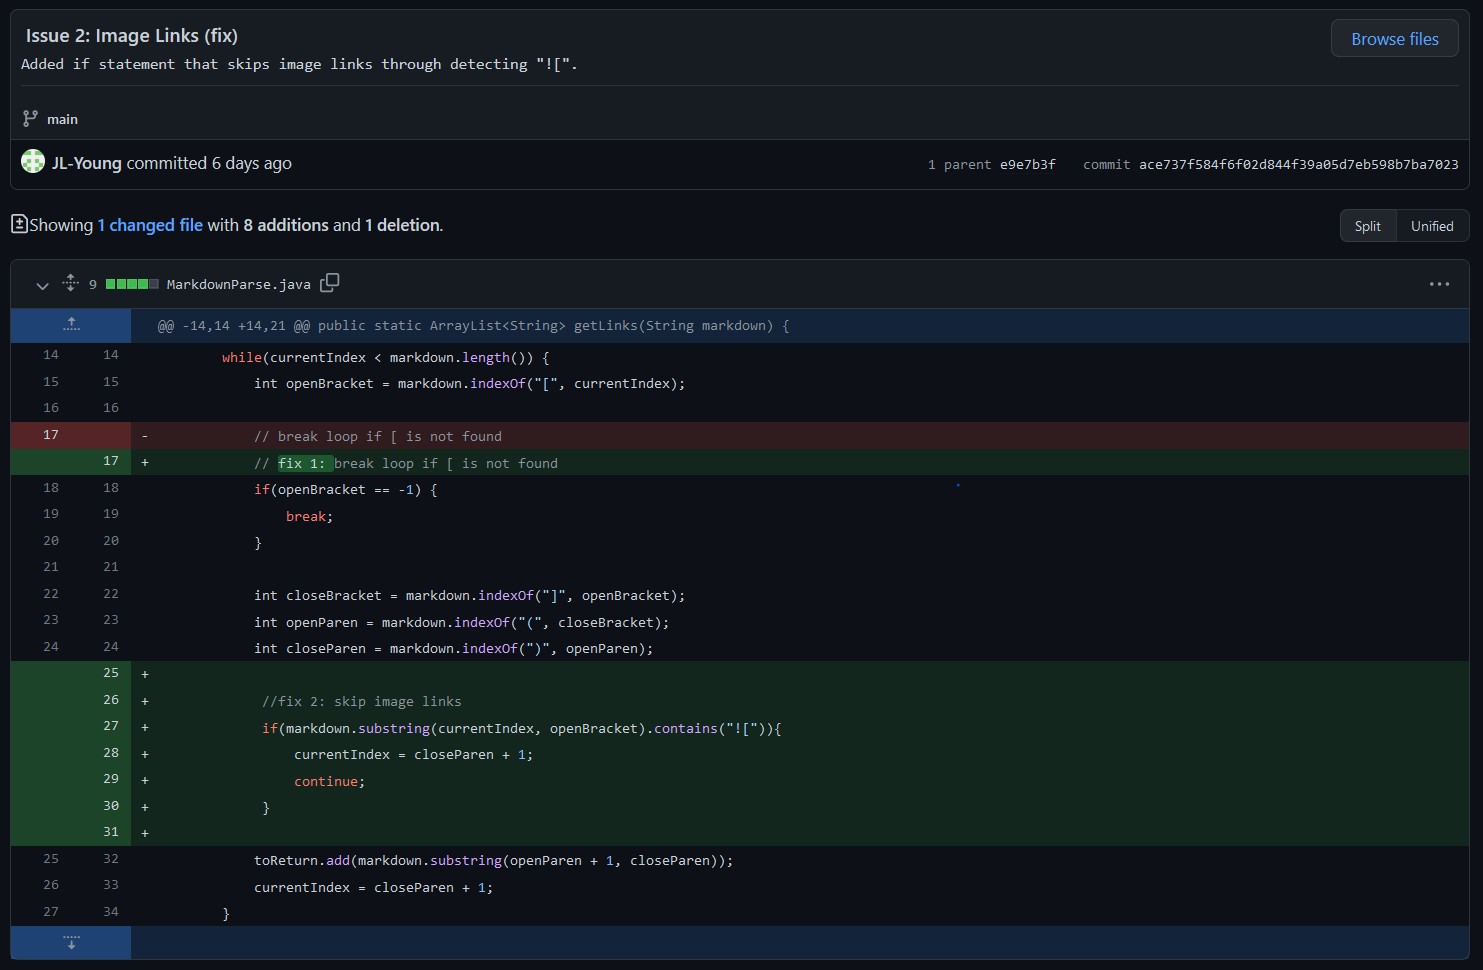 Issue 2: Image Links (fix)
Browse files
Added if statement that skips image links through detecting "![".
main
JL-Young committed 6 days ago
1 parent e9e7b3f commit ace737f584f6f02d844f39a05d7eb598b7ba7023
Showing 1 changed file with 8 additions and 1 deletion.
Split Unified
9 MarkdownParse.java
@@ -14,14 +14,21 @@ public static ArrayList<String> getLinks(String markdown) {
14 14 while(currentIndex < markdown.length()) {
15 15 int openBracket = markdown.indexOf("[", currentIndex);
16 16
17 - // break loop if [ is not found
17 + // fix 1: break loop if [ is not found
18 18 if(openBracket == -1) {
19 19 break;
20 20 }
21 21
22 22 int closeBracket = markdown.indexOf("]", openBracket);
23 23 int openParen = markdown.indexOf("(", closeBracket);
24 24 int closeParen = markdown.indexOf(")", openParen);
25 +
26 + //fix 2: skip image links
27 + if(markdown.substring(currentIndex, openBracket).contains("![")){
28 + currentIndex = closeParen + 1;
29 + continue;
30 + }
31 +
25 32 toReturn.add(markdown.substring(openParen + 1, closeParen));
26 33 currentIndex = closeParen + 1;
27 34 }